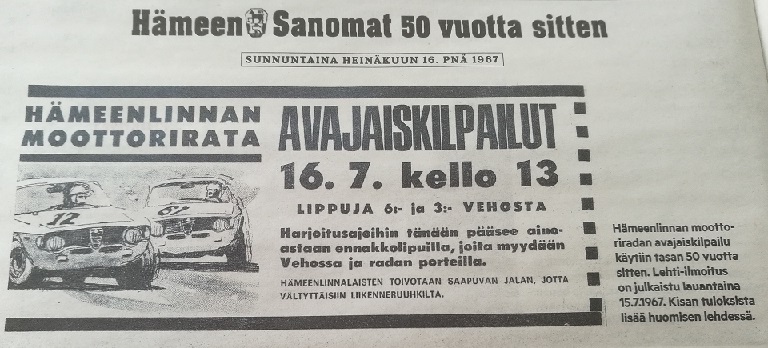 Hämeen Sanomat 50 vuotta sitten
SUNNUNTAINA HEINÄKUUN 16. PNÄ 1967
HÄMEENLINNAN
MOOTTORIRATA
AVAJAISKILPAILUT
16. 7. kello 13
LIPPUJA 6:- ja 3:- VEHOSTA
Harjoitusajoihin tänään pääsee aino-
astaan ennakkolipuilla, joita myydään
Vehossa ja radan porteilla.
HÄMEENLINNALAISTEN TOIVOTAAN SAAPUVAN JALAN, JOTTA
VÄLTYTTÄISIIN LIIKENNERUUHKILTA.
12
67
Hämeenlinnan mootto-
riradan avajaiskilpailu
käytiin tasan 50 vuotta
sitten. Lehti-ilmoitus
on julkaistu lauantaina
15.7.1967. Kisan tuloksista
lisää huomisen lehdessä.